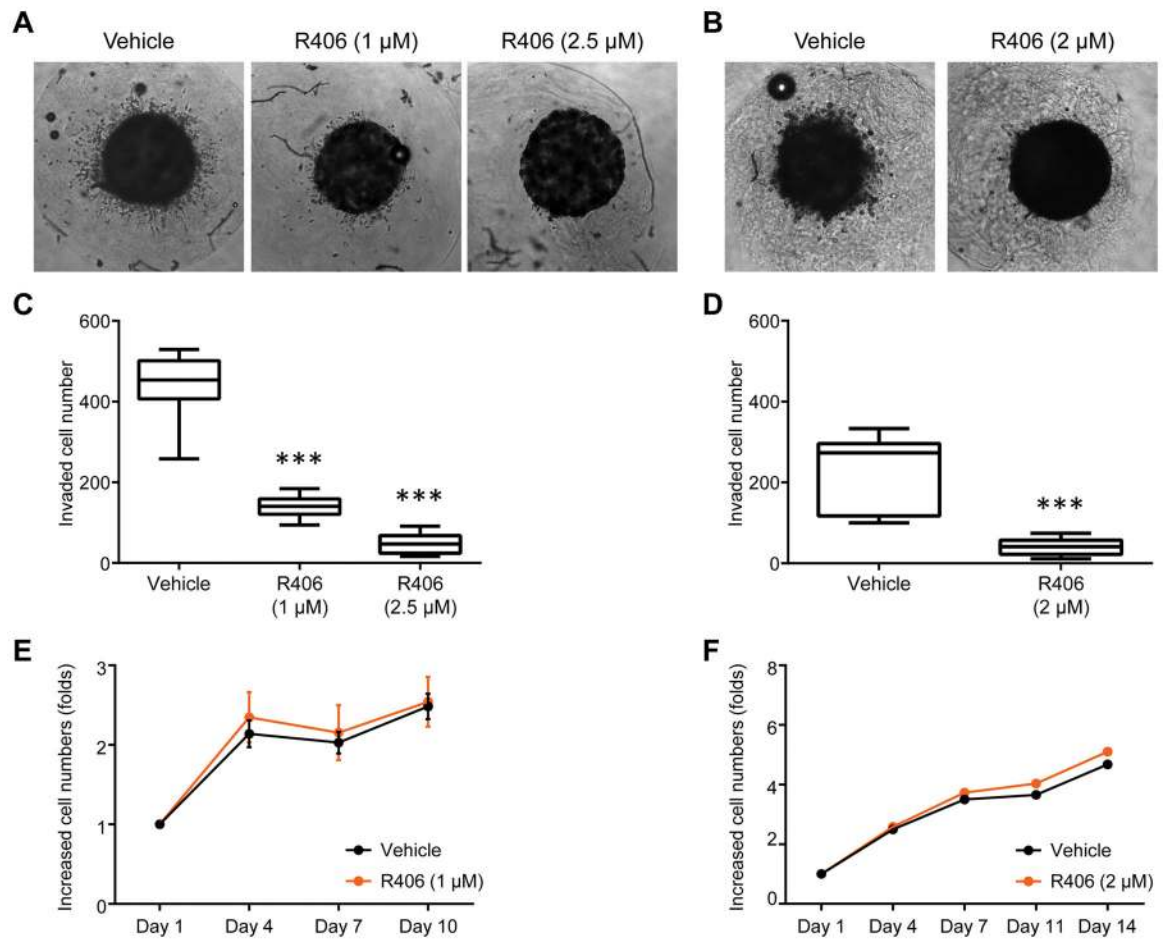 A
Vehicle
R406 (1 µM)
R406 (2.5 µM)
B
Vehicle
R406 (2 µM)
C
Invaded cell number
600
400
200
0
***
***
Vehicle
R406
(1 µM)
R406
(2.5 µM)
D
Invaded cell number
600
400
200
0
***
Vehicle
R406
(2 µM)
E
Increased cell numbers (folds)
3
2
1
0
Vehicle
R406 (1 µM)
Day 1
Day 4
Day 7
Day 10
F
Increased cell numbers (folds)
8
6
4
2
0
Vehicle
R406 (2 µM)
Day 1
Day 4
Day 7
Day 11
Day 14